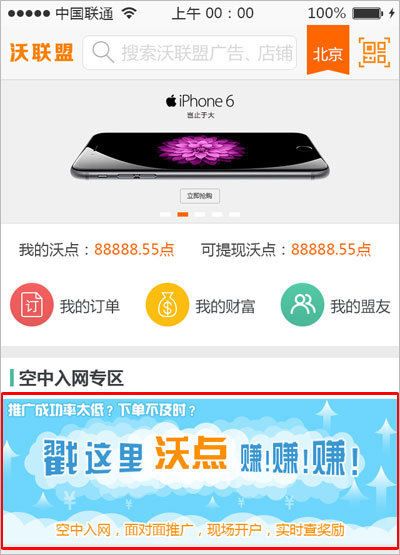 中国联通 上午 00：00 100%
沃联盟 搜索沃联盟广告、店铺 北京
iPhone 6
岂止于大
立即抢购
我的沃点：88888.55点 可提现沃点：88888.55点
订 我的订单 $ 我的财富 我的盟友
空中入网专区
推广成功率太低？下单不及时？
戳这里 沃点 赚!赚!赚!
空中入网，面对面推广，现场开户，实时查奖励